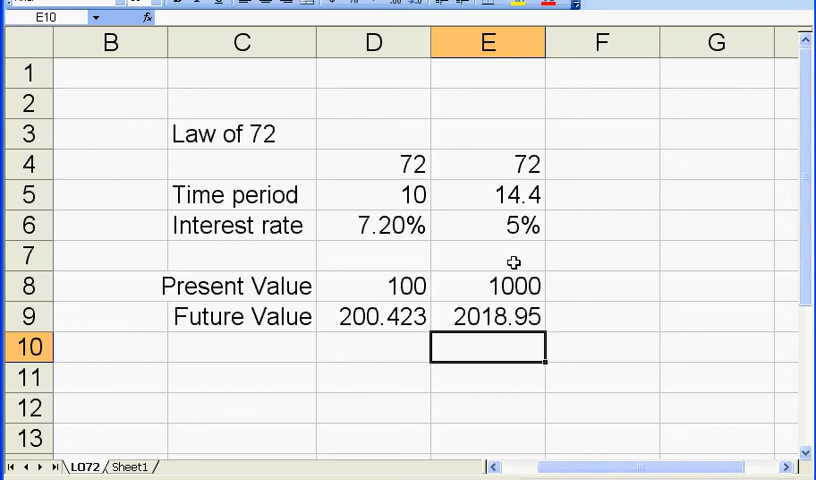 E10 fx
B C D E F G
1
2
3 Law of 72
4 72 72
5 Time period 10 14.4
6 Interest rate 7.20% 5%
7
8 Present Value 100 1000
9 Future Value 200.423 2018.95
10
11
12
13
LO72 Sheet1